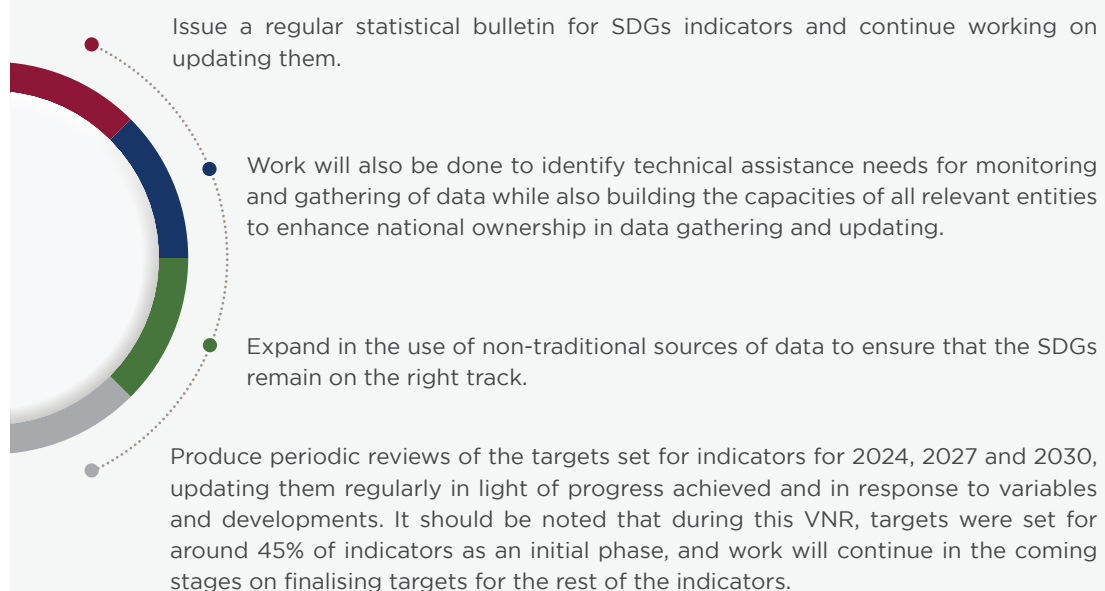 Issue a regular statistical bulletin for SDGs indicators and continue working on
updating them.
Work will also be done to identify technical assistance needs for monitoring
and gathering of data while also building the capacities of all relevant entities
to enhance national ownership in data gathering and updating.
Expand in the use of non-traditional sources of data to ensure that the SDGs
remain on the right track.
Produce periodic reviews of the targets set for indicators for 2024, 2027 and 2030,
updating them regularly in light of progress achieved and in response to variables
and developments. It should be noted that during this VNR, targets were set for
around 45% of indicators as an initial phase, and work will continue in the coming
stages on finalising targets for the rest of the indicators.